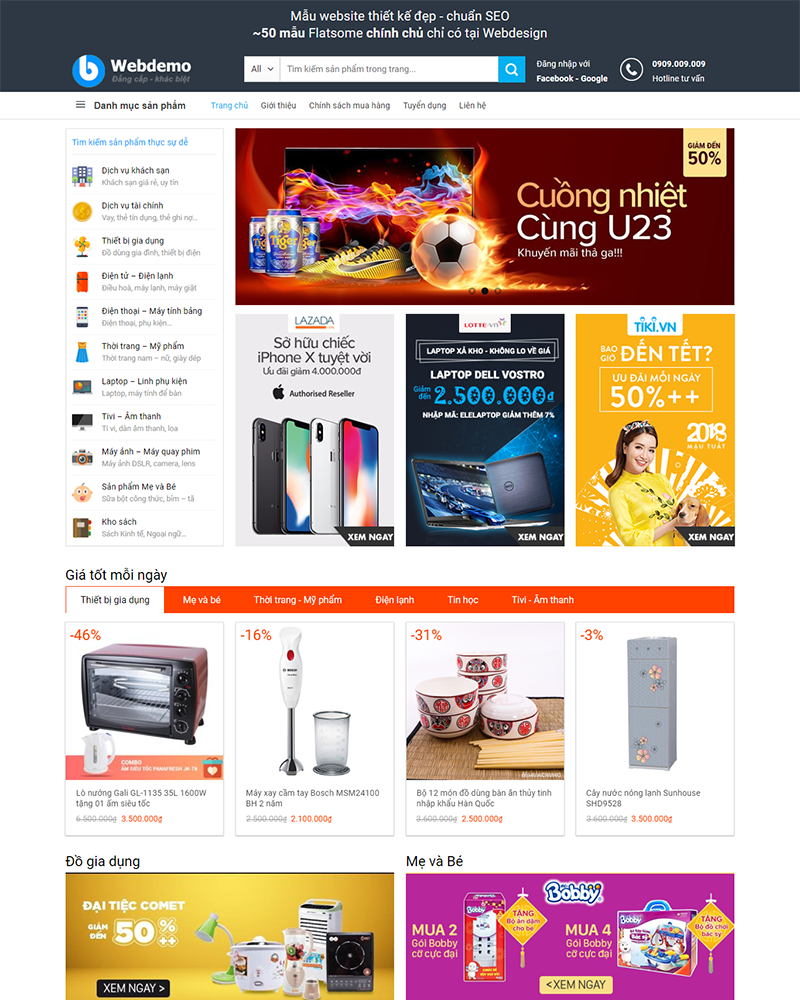 Mẫu website thiết kế đẹp - chuẩn SEO
~50 mẫu Flatsome chính chủ chỉ có tại Webdesign
Webdemo
Đẳng cấp - khác biệt
All
Tìm kiếm sản phẩm trong trang...
Đăng nhập với
Facebook - Google
0909.009.009
Hotline tư vấn
Danh mục sản phẩm
Trang chủ
Giới thiệu
Chính sách mua hàng
Tuyển dụng
Liên hệ
Tìm kiếm sản phẩm thực sự dễ
Dịch vụ khách sạn
Khách sạn giá rẻ, uy tín
Dịch vụ tài chính
Vay, thẻ tín dụng, thẻ ghi nợ...
Thiết bị gia dụng
Đồ dùng gia đình, thiết bị điện
Điện tử – Điện lạnh
Điều hoà, máy lạnh, máy giặt
Điện thoại – Máy tính bảng
Điện thoại, phụ kiện...
Thời trang – Mỹ phẩm
Thời trang nam – nữ, giày dép
Laptop – Linh phụ kiện
Laptop, máy tính để bàn
Tivi – Âm thanh
Ti vi, dàn âm thanh, loa
Máy ảnh – Máy quay phim
Máy ảnh DSLR, camera, lens
Sản phẩm Mẹ và Bé
Sữa bột công thức, bỉm – tã
Kho sách
Sách Kinh tế, Ngoại ngữ...
GIẢM ĐẾN
50%
Tiger
Tiger
Cuồng nhiệt
Cùng U23
Khuyến mãi thả ga!!!
LAZADA
Sở hữu chiếc
iPhone X tuyệt vời
Ưu đãi giảm 4.000.000đ
Authorised Reseller
XEM NGAY
LOTTE.VN
LAPTOP XẢ KHO - KHÔNG LO VỀ GIÁ
LAPTOP DELL VOSTRO
Giảm đến 2.500.000đ
NHẬP MÃ: ELELAPTOP GIẢM THÊM 7%
DELL
XEM NGAY
TIKI.VN
BAO GIỜ ĐẾN TẾT?
ƯU ĐÃI MỖI NGÀY
50%++
2018
MẬU TUẤT
XEM NGAY
Giá tốt mỗi ngày
Thiết bị gia dụng
Mẹ và bé
Thời trang - Mỹ phẩm
Điện lạnh
Tin học
Tivi - Âm thanh
-46%
COMBO
ẤM SIÊU TỐC PANAFRESH JK-7R
Lò nướng Gali GL-1135 35L 1600W
tặng 01 ấm siêu tốc
6.500.000₫ 3.500.000₫
-16%
BOSCH
Máy xay cầm tay Bosch MSM24100
BH 2 năm
2.500.000₫ 2.100.000₫
-31%
Bộ 12 món đồ dùng bàn ăn thủy tinh
nhập khẩu Hàn Quốc
3.600.000₫ 2.500.000₫
-3%
Cây nước nóng lạnh Sunhouse
SHD9528
3.600.000₫ 3.500.000₫
Đồ gia dụng
Mẹ và Bé
ĐẠI TIỆC COMET
GIẢM ĐẾN 50%++
XEM NGAY >
Bobby
MUA 2
Gói Bobby
cỡ cực đại
TẶNG
Bộ ăn dặm
cho bé
MUA 4
Gói Bobby
cỡ cực đại
Bobby
TẶNG
Bộ đồ chơi
bác sỹ
<XEM NGAY